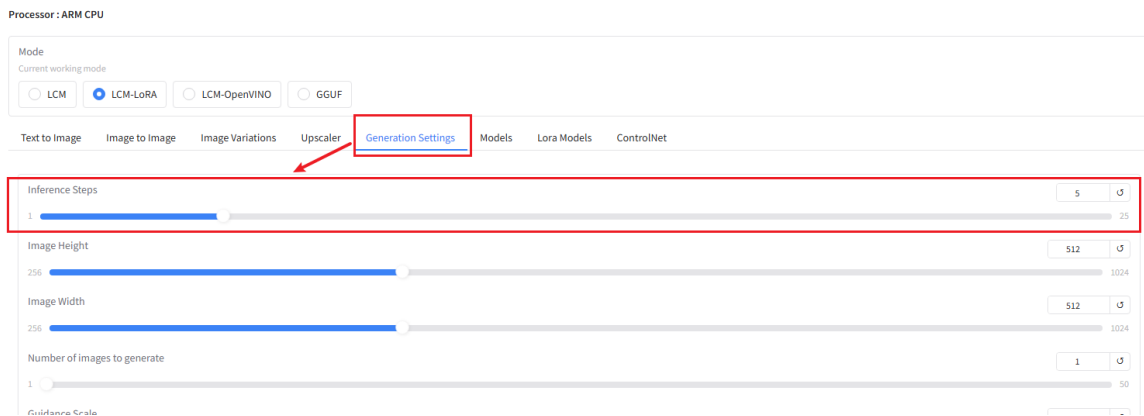 Processor : ARM CPU
Mode
Current working mode
LCM LCM-LoRA LCM-OpenVINO GGUF
Text to Image Image to Image Image Variations Upscaler Generation Settings Models Lora Models ControlNet
Inference Steps 5 ↺
1 25
Image Height 512 ↺
256 1024
Image Width 512 ↺
256 1024
Number of images to generate 1 ↺
1 50
Guidance Scale